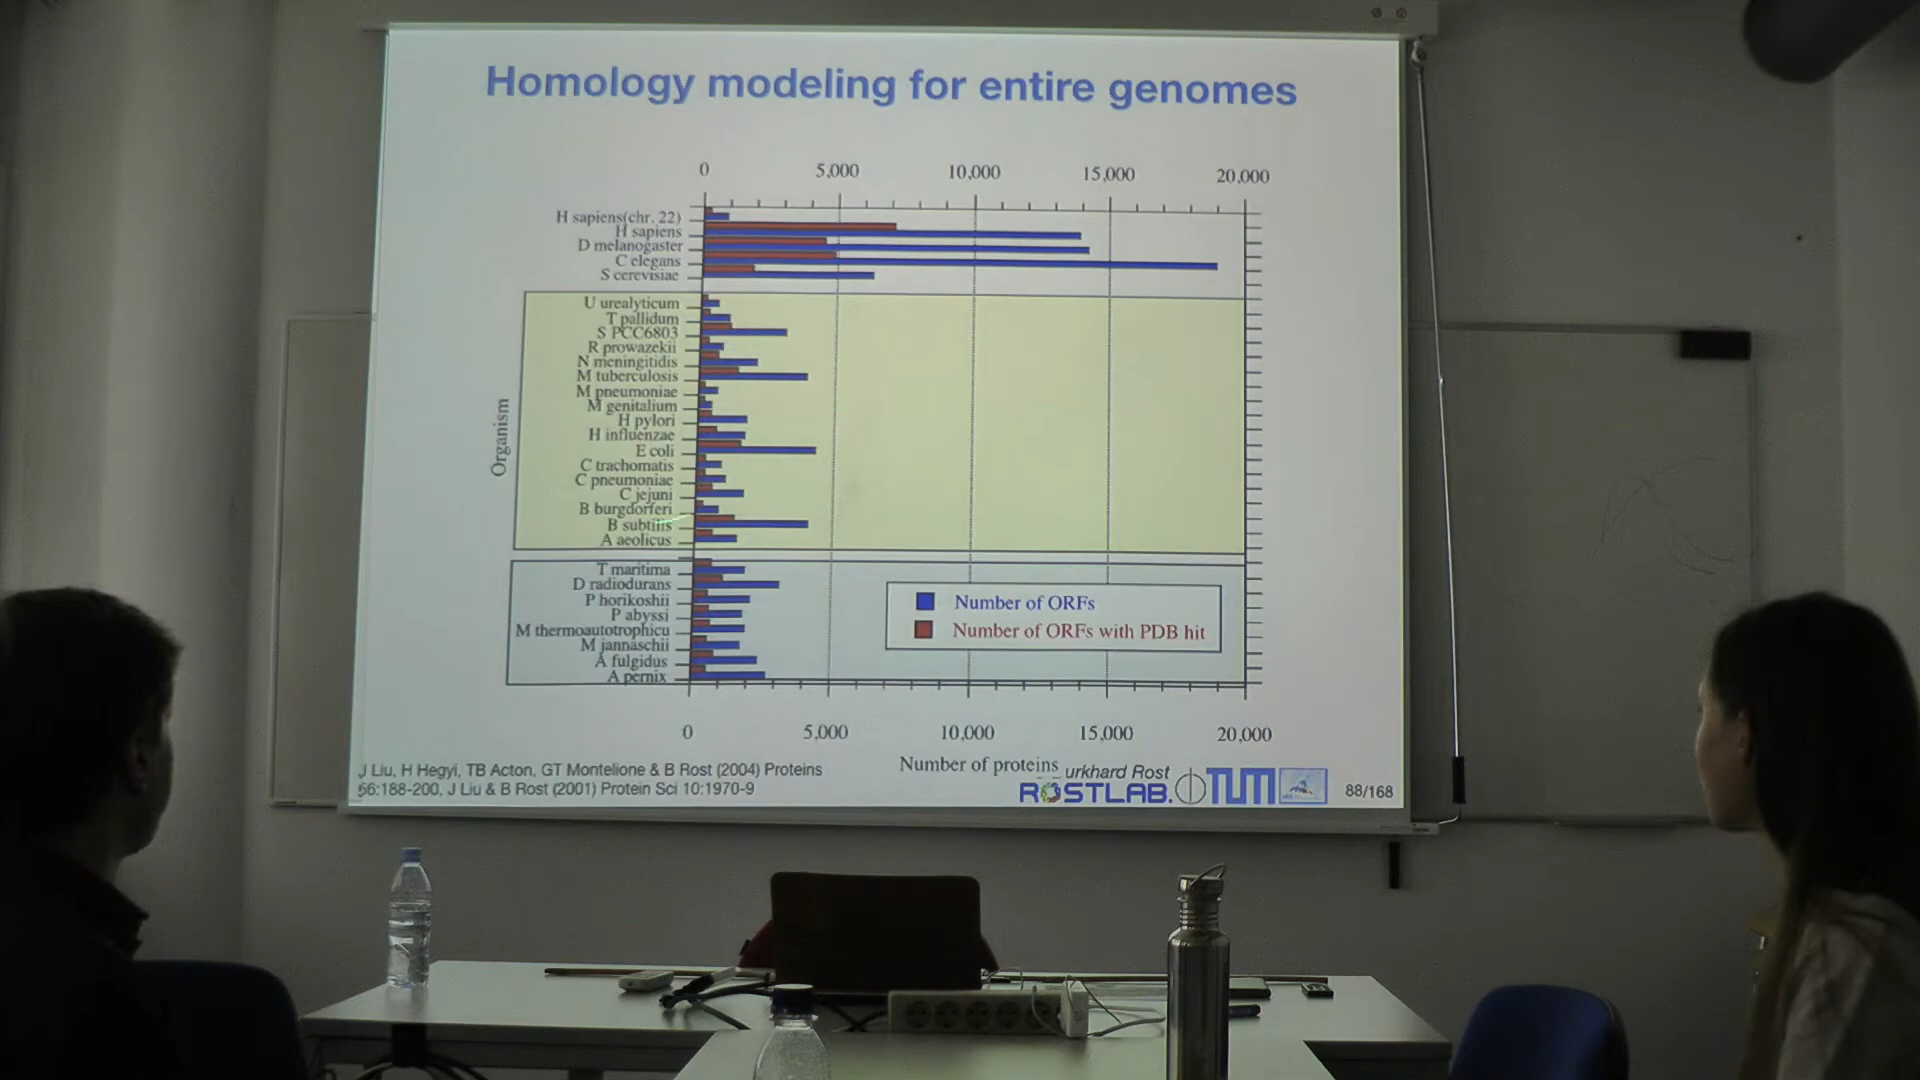 Homology modeling for entire genomes
0 5,000 10,000 15,000 20,000
H sapiens(chr. 22)
H sapiens
D melanogaster
C elegans
S cerevisiae
U urealyticum
T pallidum
S PCC6803
R prowazekii
N meningitidis
M tuberculosis
M pneumoniae
M genitalium
H pylori
H influenzae
E coli
C trachomatis
C pneumoniae
C jejuni
B burgdorferi
B subtilis
A aeolicus
Organism
T maritima
D radiodurans
P horikoshii
P abyssi
M thermoautotrophicu
M jannaschii
A fulgidus
A pernix
Number of ORFs
Number of ORFs with PDB hit
0 5,000 10,000 15,000 20,000
Number of proteins
J Liu, H Hegyi, TB Acton, GT Montelione & B Rost (2004) Proteins
56:188-200, J Liu & B Rost (2001) Protein Sci 10:1970-9
urkhard Rost
ROSTLAB.
TUM
88/168